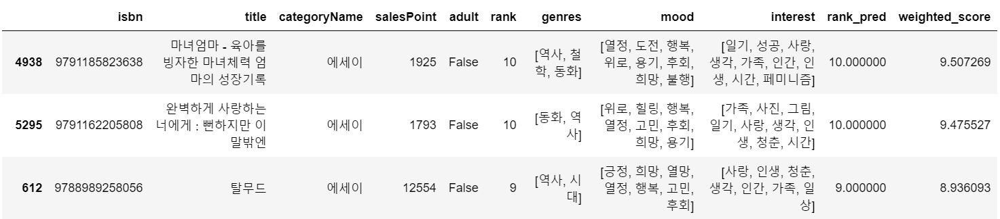 isbn title categoryName salesPoint adult rank genres mood interest rank_pred weighted_score
마녀엄마 - 육아를 [열정, 도전, 행복, [일기, 성공, 사랑,
4938 9791185823638 빙자한 마녀체력 엄 에세이 1925 False 10 [역사, 철 위로, 용기, 후회, 생각, 가족, 인간, 인 10.000000 9.507269
마의 성장기록 학, 동화] 희망, 불행] 생, 시간, 페미니즘]
완벽하게 사랑하는 [위로, 힐링, 행복, [가족, 사진, 그림,
5295 9791162205808 너에게 : 뻔하지만 이 에세이 1793 False 10 [동화, 역 열정, 고민, 후회, 일기, 사랑, 생각, 인 10.000000 9.475527
말밖엔 사] 희망, 용기] 생, 청춘, 시간]
[긍정, 희망, 열망, [사랑, 인생, 청춘,
612 9788989258056 탈무드 에세이 12554 False 9 [역사, 시 열정, 행복, 고민, 생각, 인간, 가족, 일 9.000000 8.936093
대] 후회] 상]